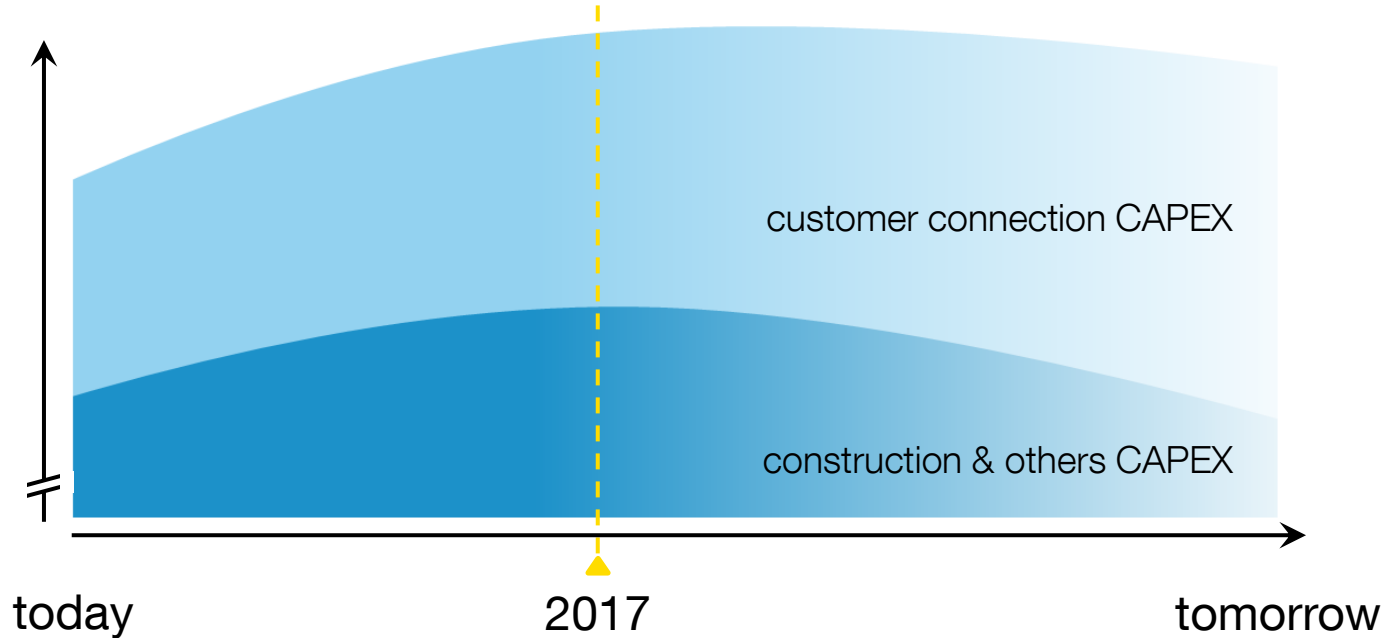 customer connection CAPEX
construction & others CAPEX
today 2017 tomorrow